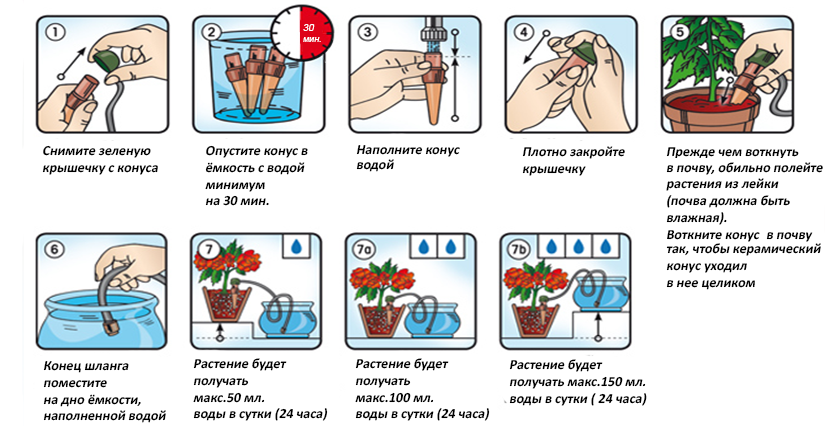 1
Снимите зеленую
крышечку с конуса
2
30
мин.
Опустите конус в
ёмкость с водой
минимум
на 30 мин.
3
Наполните конус
водой
4
Плотно закройте
крышечку
5
Прежде чем воткнуть
в почву, обильно полейте
растения из лейки
(почва должна быть
влажная).
Воткните конус в почву
так, чтобы керамический
конус уходил
в нее целиком
6
Конец шланга
поместите
на дно ёмкости,
наполненной водой
7
Растение будет
получать
макс.50 мл.
воды в сутки (24 часа)
7a
Растение будет
получать
макс.100 мл.
воды в сутки (24 часа)
7b
Растение будет
получать макс.150 мл.
воды в сутки ( 24 часа)